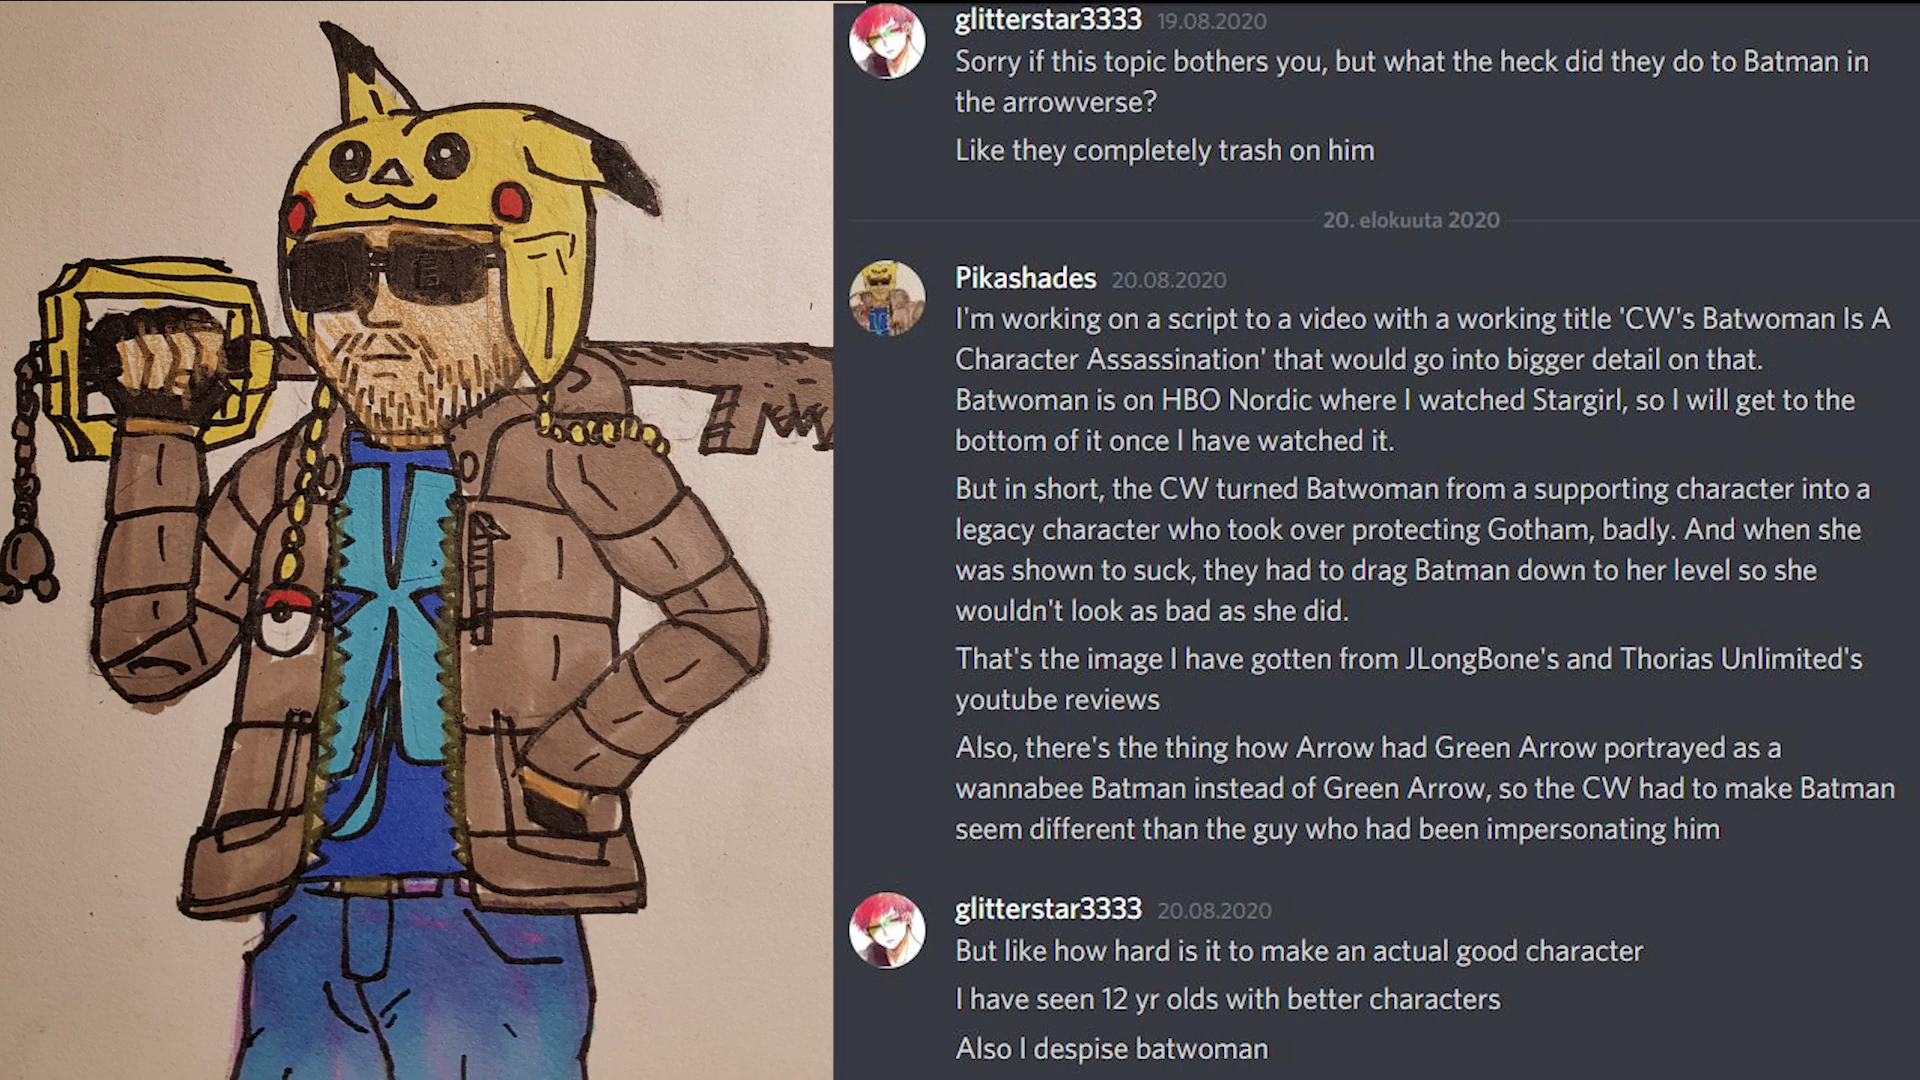 glitterstar3333 19.08.2020
Sorry if this topic bothers you, but what the heck did they do to Batman in
the arrowverse?
Like they completely trash on him
20. elokuuta 2020
Pikashades 20.08.2020
I'm working on a script to a video with a working title 'CW's Batwoman Is A
Character Assassination' that would go into bigger detail on that.
Batwoman is on HBO Nordic where I watched Stargirl, so I will get to the
bottom of it once I have watched it.
But in short, the CW turned Batwoman from a supporting character into a
legacy character who took over protecting Gotham, badly. And when she
was shown to suck, they had to drag Batman down to her level so she
wouldn't look as bad as she did.
That's the image I have gotten from JLongBone's and Thorias Unlimited's
youtube reviews
Also, there's the thing how Arrow had Green Arrow portrayed as a
wannabee Batman instead of Green Arrow, so the CW had to make Batman
seem different than the guy who had been impersonating him
glitterstar3333 20.08.2020
But like how hard is it to make an actual good character
I have seen 12 yr olds with better characters
Also I despise batwoman